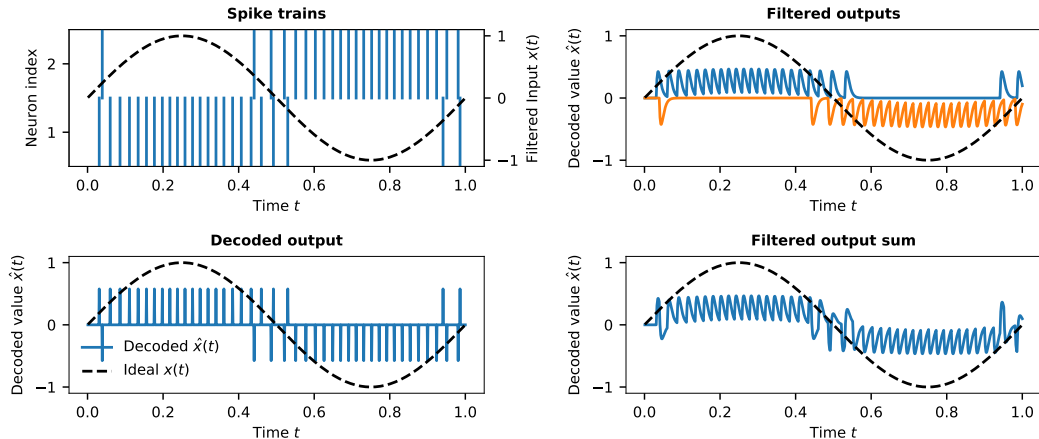 Spike trains
Neuron index
2
1
Filtered Input x(t)
1
0
−1
0.0 0.2 0.4 0.6 0.8 1.0
Time t
Filtered outputs
Decoded value x̂(t)
1
0
−1
0.0 0.2 0.4 0.6 0.8 1.0
Time t
Decoded output
Decoded value x̂(t)
1
0
−1
Decoded x̂(t)
Ideal x(t)
0.0 0.2 0.4 0.6 0.8 1.0
Time t
Filtered output sum
Decoded value x̂(t)
1
0
−1
0.0 0.2 0.4 0.6 0.8 1.0
Time t